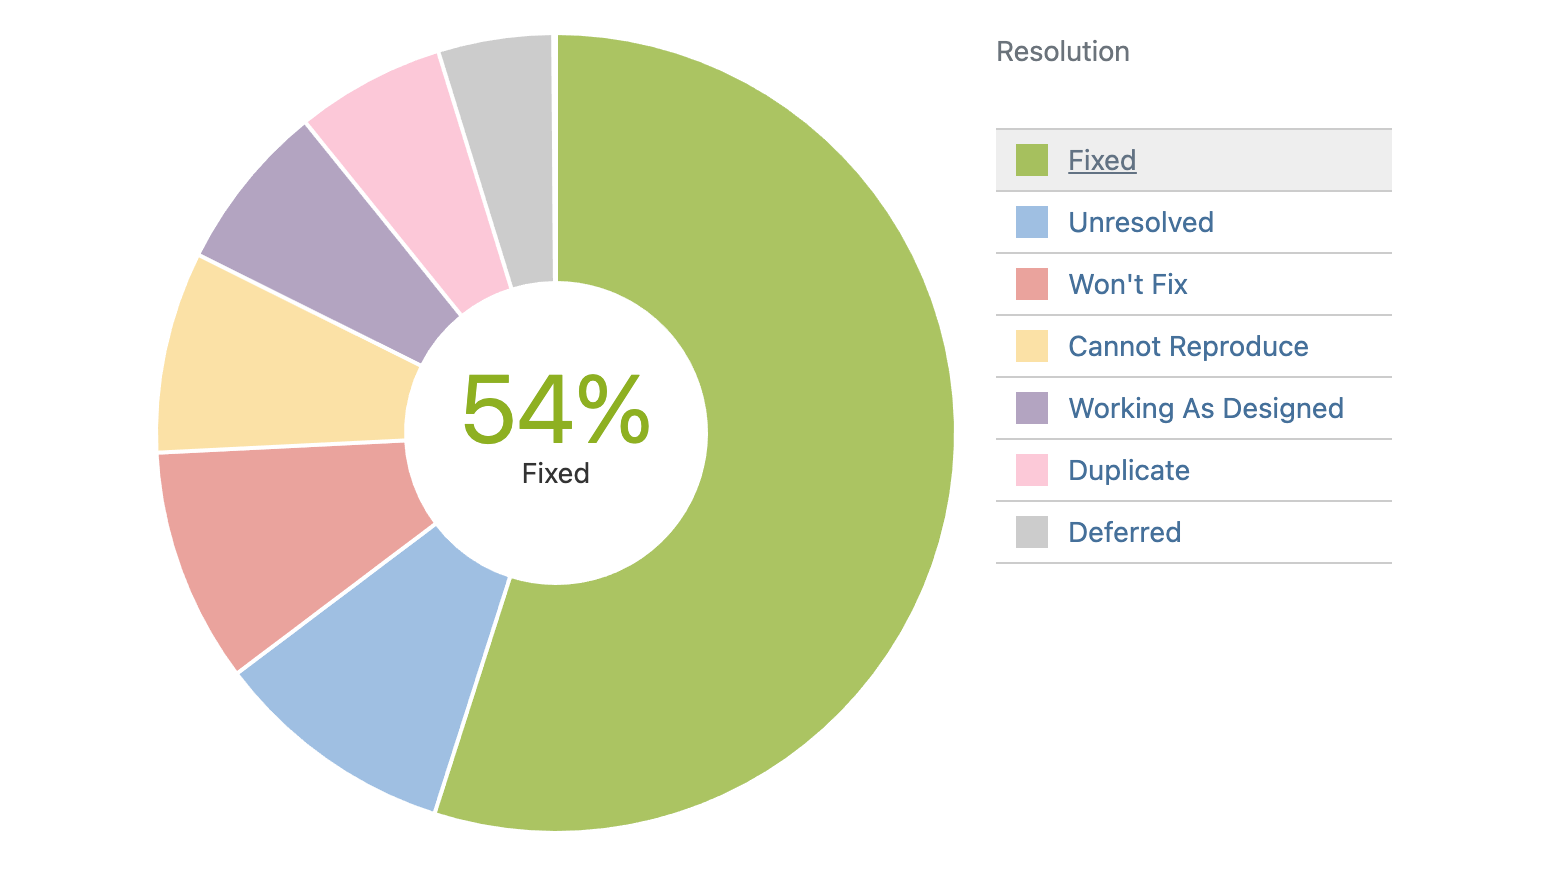 Resolution
Fixed
Unresolved
Won't Fix
Cannot Reproduce
Working As Designed
Duplicate
Deferred
54%
Fixed